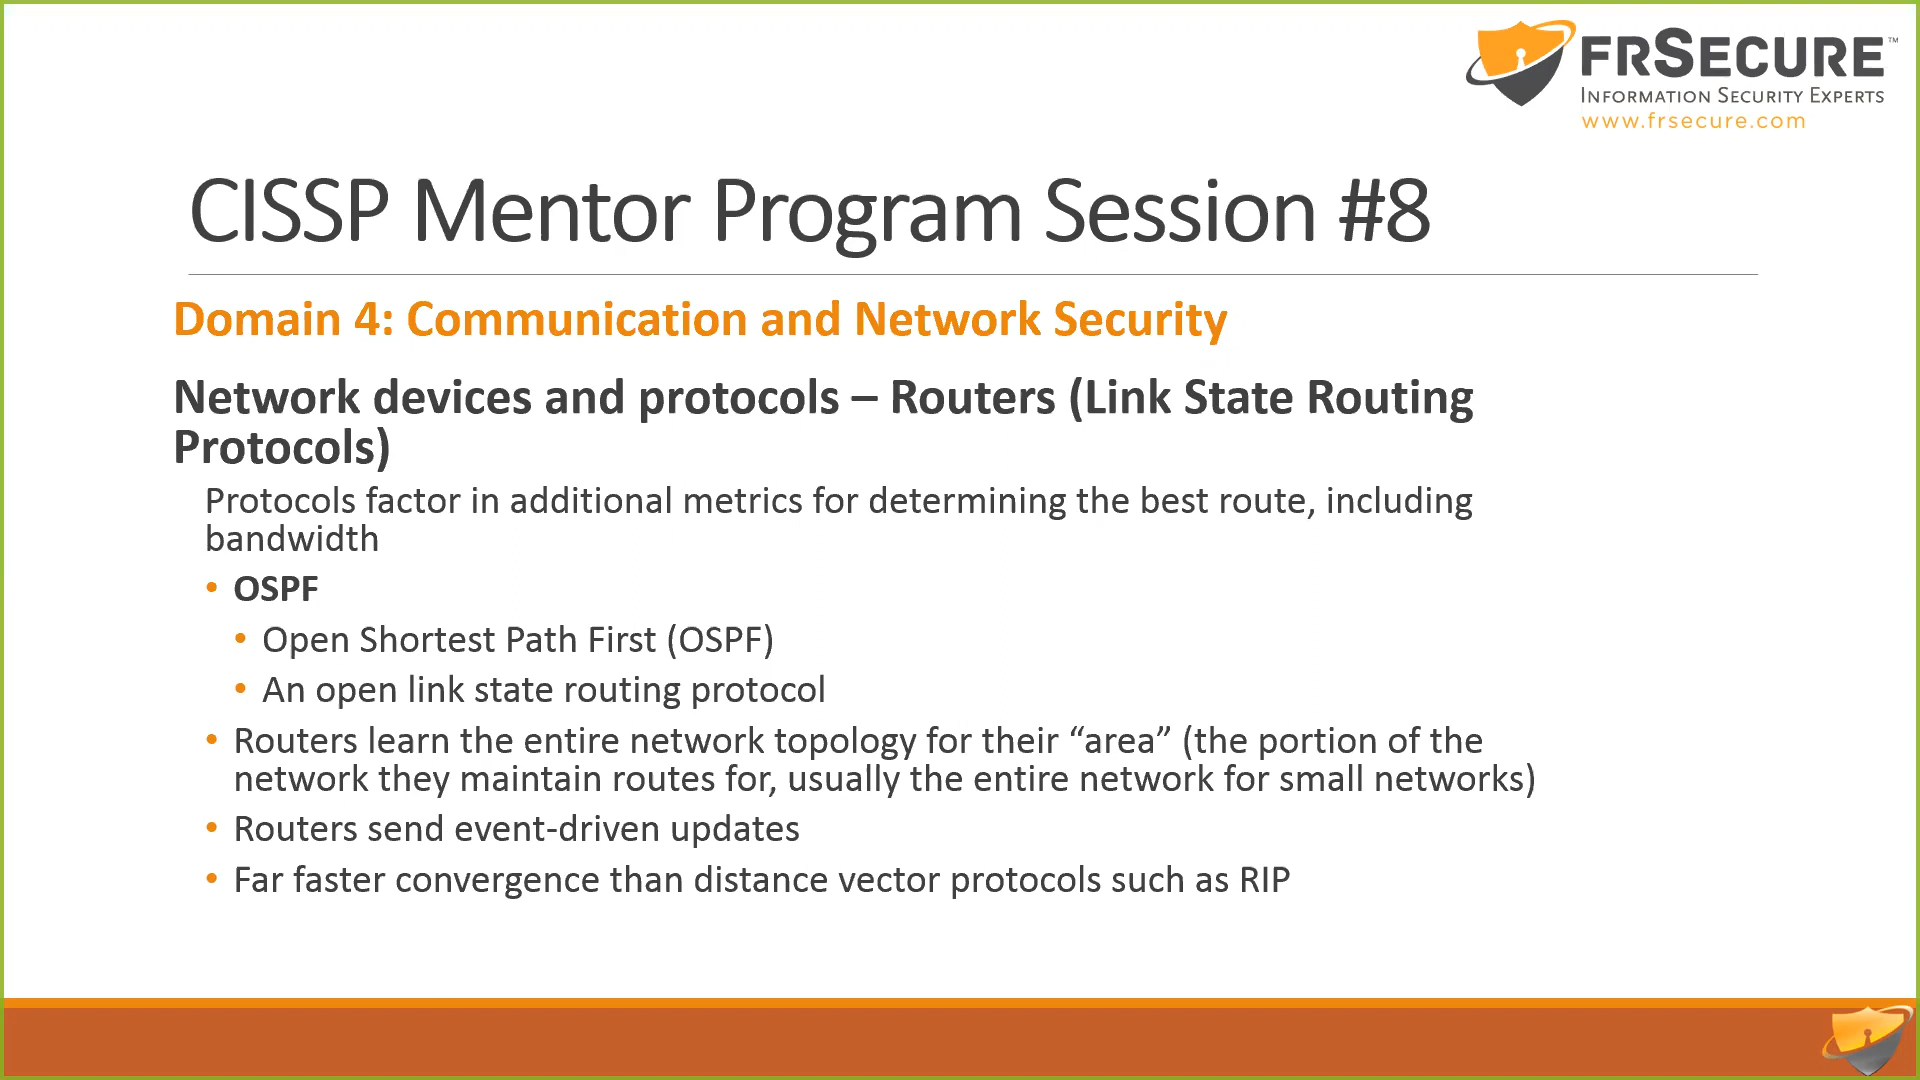 FRSECURE™
INFORMATION SECURITY EXPERTS
www.frsecure.com
CISSP Mentor Program Session #8
Domain 4: Communication and Network Security
Network devices and protocols – Routers (Link State Routing
Protocols)
Protocols factor in additional metrics for determining the best route, including
bandwidth
• OSPF
• Open Shortest Path First (OSPF)
• An open link state routing protocol
• Routers learn the entire network topology for their “area” (the portion of the
network they maintain routes for, usually the entire network for small networks)
• Routers send event-driven updates
• Far faster convergence than distance vector protocols such as RIP